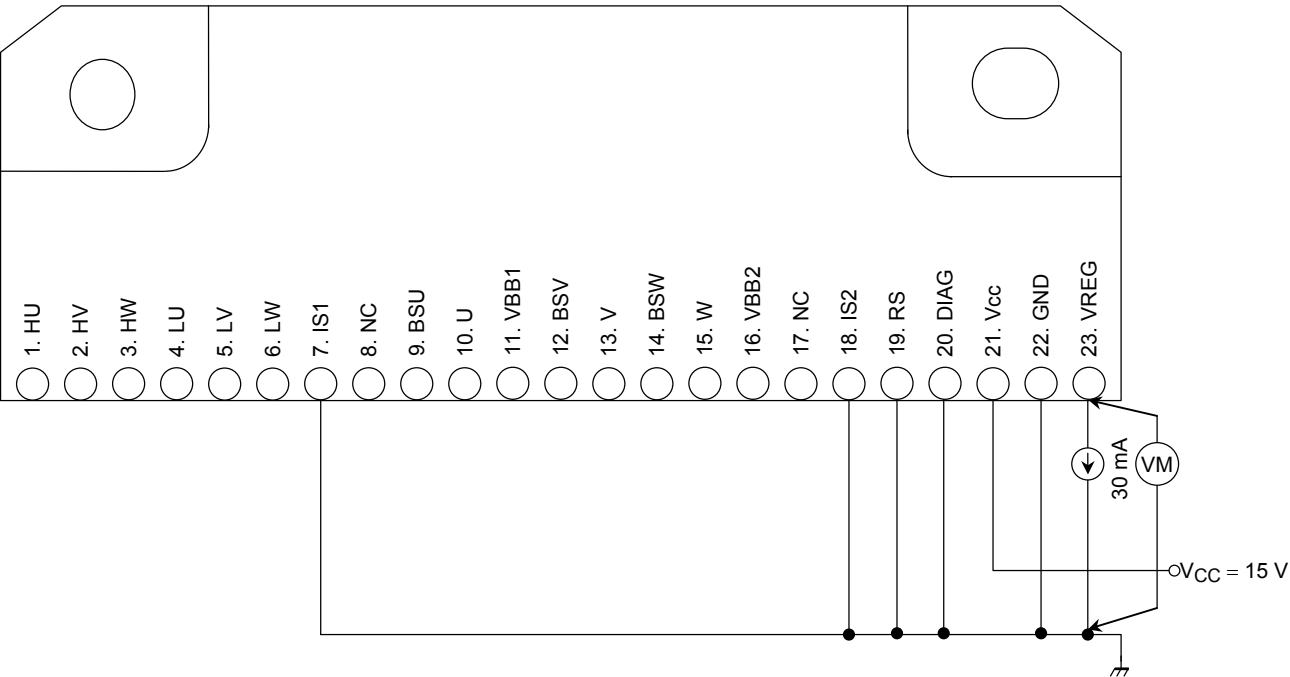 1. HU
2. HV
3. HW
4. LU
5. LV
6. LW
7. IS1
8. NC
9. BSU
10. U
11. VBB1
12. BSV
13. V
14. BSW
15. W
16. VBB2
17. NC
18. IS2
19. RS
20. DIAG
21. Vcc
22. GND
23. VREG
30 mA
VM
VCC = 15 V